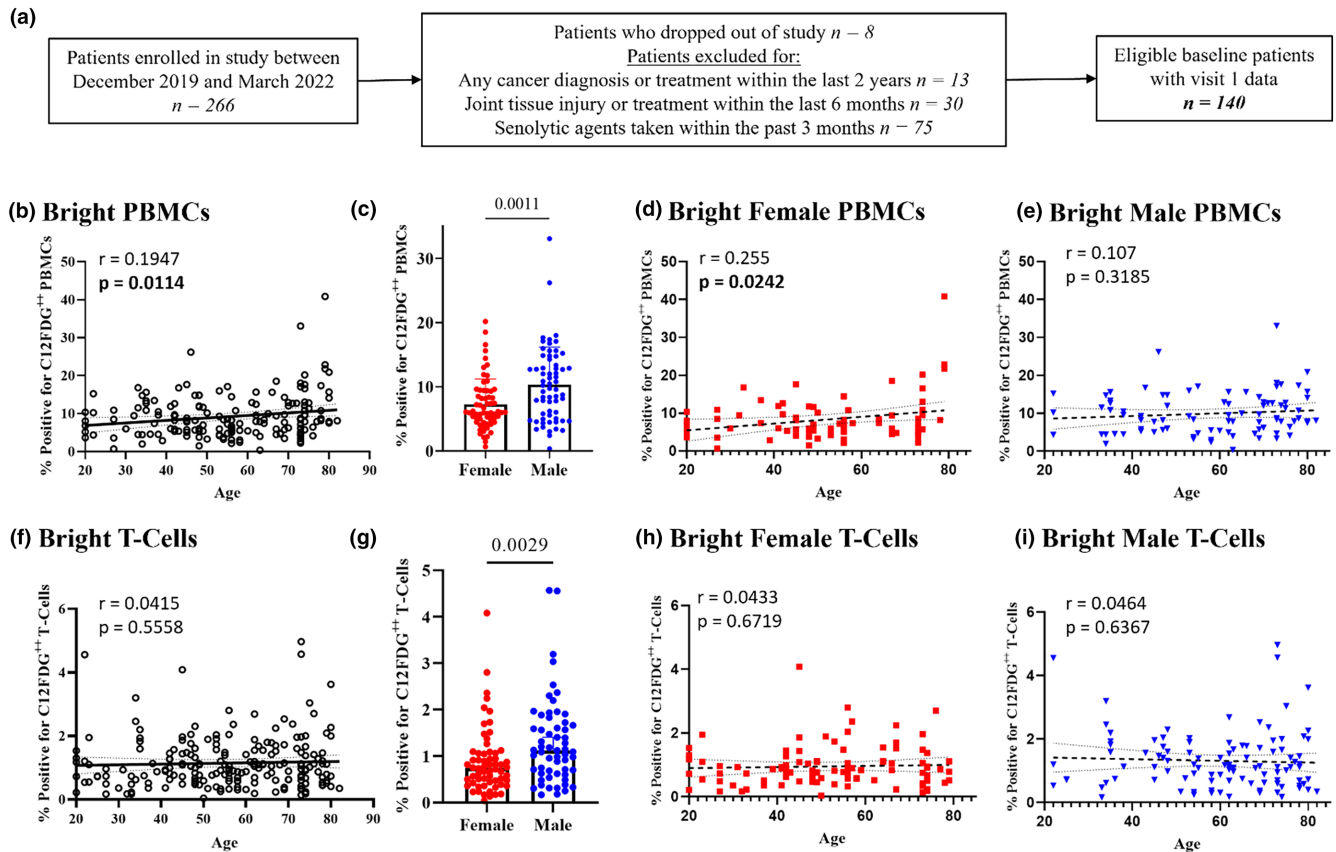 (a)
Patients enrolled in study between
December 2019 and March 2022
n – 266
Patients who dropped out of study n – 8
Patients excluded for:
Any cancer diagnosis or treatment within the last 2 years n = 13
Joint tissue injury or treatment within the last 6 months n = 30
Senolytic agents taken within the past 3 months n – 75
Eligible baseline patients
with visit 1 data
n = 140
(b) Bright PBMCs
% Positive for C12FDG++ PBMCs
r = 0.1947
p = 0.0114
50
40
30
20
10
0
20 30 40 50 60 70 80 90
Age
(c)
0.0011
% Positive for C12FDG++ PBMCs
30
20
10
0
Female Male
(d) Bright Female PBMCs
% Positive for C12FDG++ PBMCs
r = 0.255
p = 0.0242
50
40
30
20
10
0
20 40 60 80
Age
(e) Bright Male PBMCs
% Positive for C12FDG++ PBMCs
r = 0.107
p = 0.3185
50
40
30
20
10
0
20 40 60 80
Age
(f) Bright T-Cells
% Positive for C12FDG++ T-Cells
r = 0.0415
p = 0.5558
6
4
2
0
20 30 40 50 60 70 80 90
Age
(g)
0.0029
% Positive for C12FDG++ T-Cells
5
4
3
2
1
0
Female Male
(h) Bright Female T-Cells
% Positive for C12FDG++ T-Cells
r = 0.0433
p = 0.6719
6
4
2
0
20 40 60 80
Age
(i) Bright Male T-Cells
% Positive for C12FDG++ T-Cells
r = 0.0464
p = 0.6367
6
4
2
0
20 40 60 80
Age